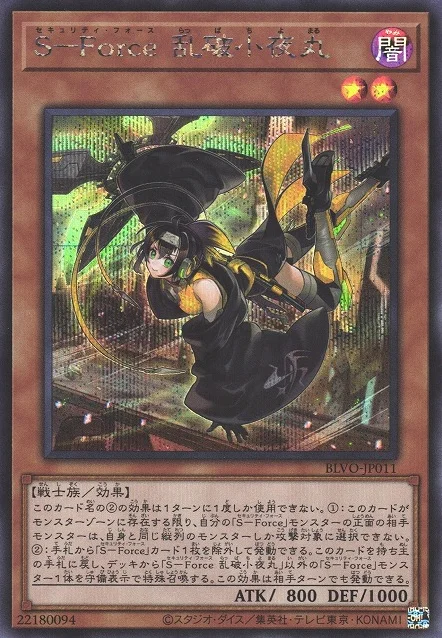 セキュリティ・フォース らっぱちよまる
S-Force 乱破小夜丸
やみ
闇
BLVO-JP011
【戦士族/効果】
このカード名の②の効果は1ターンに1度しか使用できない。①:このカードが
モンスターゾーンに存在する限り、自分の「S-Force」モンスターの正面の相手
モンスターは、自身と同じ縦列のモンスターしか攻撃対象に選択できない。
②:手札から「S-Force」カード1枚を除外して発動できる。このカードを持ち主
の手札に戻し、デッキから「S-Force 乱破小夜丸」以外の「S-Force」モンス
ター1体を守備表示で特殊召喚する。この効果は相手ターンでも発動できる。
ATK/ 800 DEF/1000
22180094
©スタジオ・ダイス/集英社・テレビ東京・KONAMI